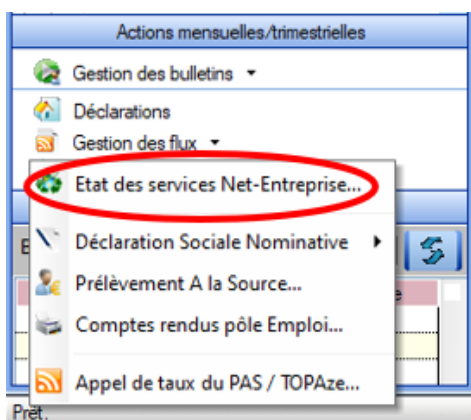 Actions mensuelles/trimestrielles
Gestion des bulletins
Déclarations
Gestion des flux
Etat des services Net-Entreprise...
Déclaration Sociale Nominative
Prélèvement A la Source...
Comptes rendus pôle Emploi...
Appel de taux du PAS / TOPAze...
Prêt.